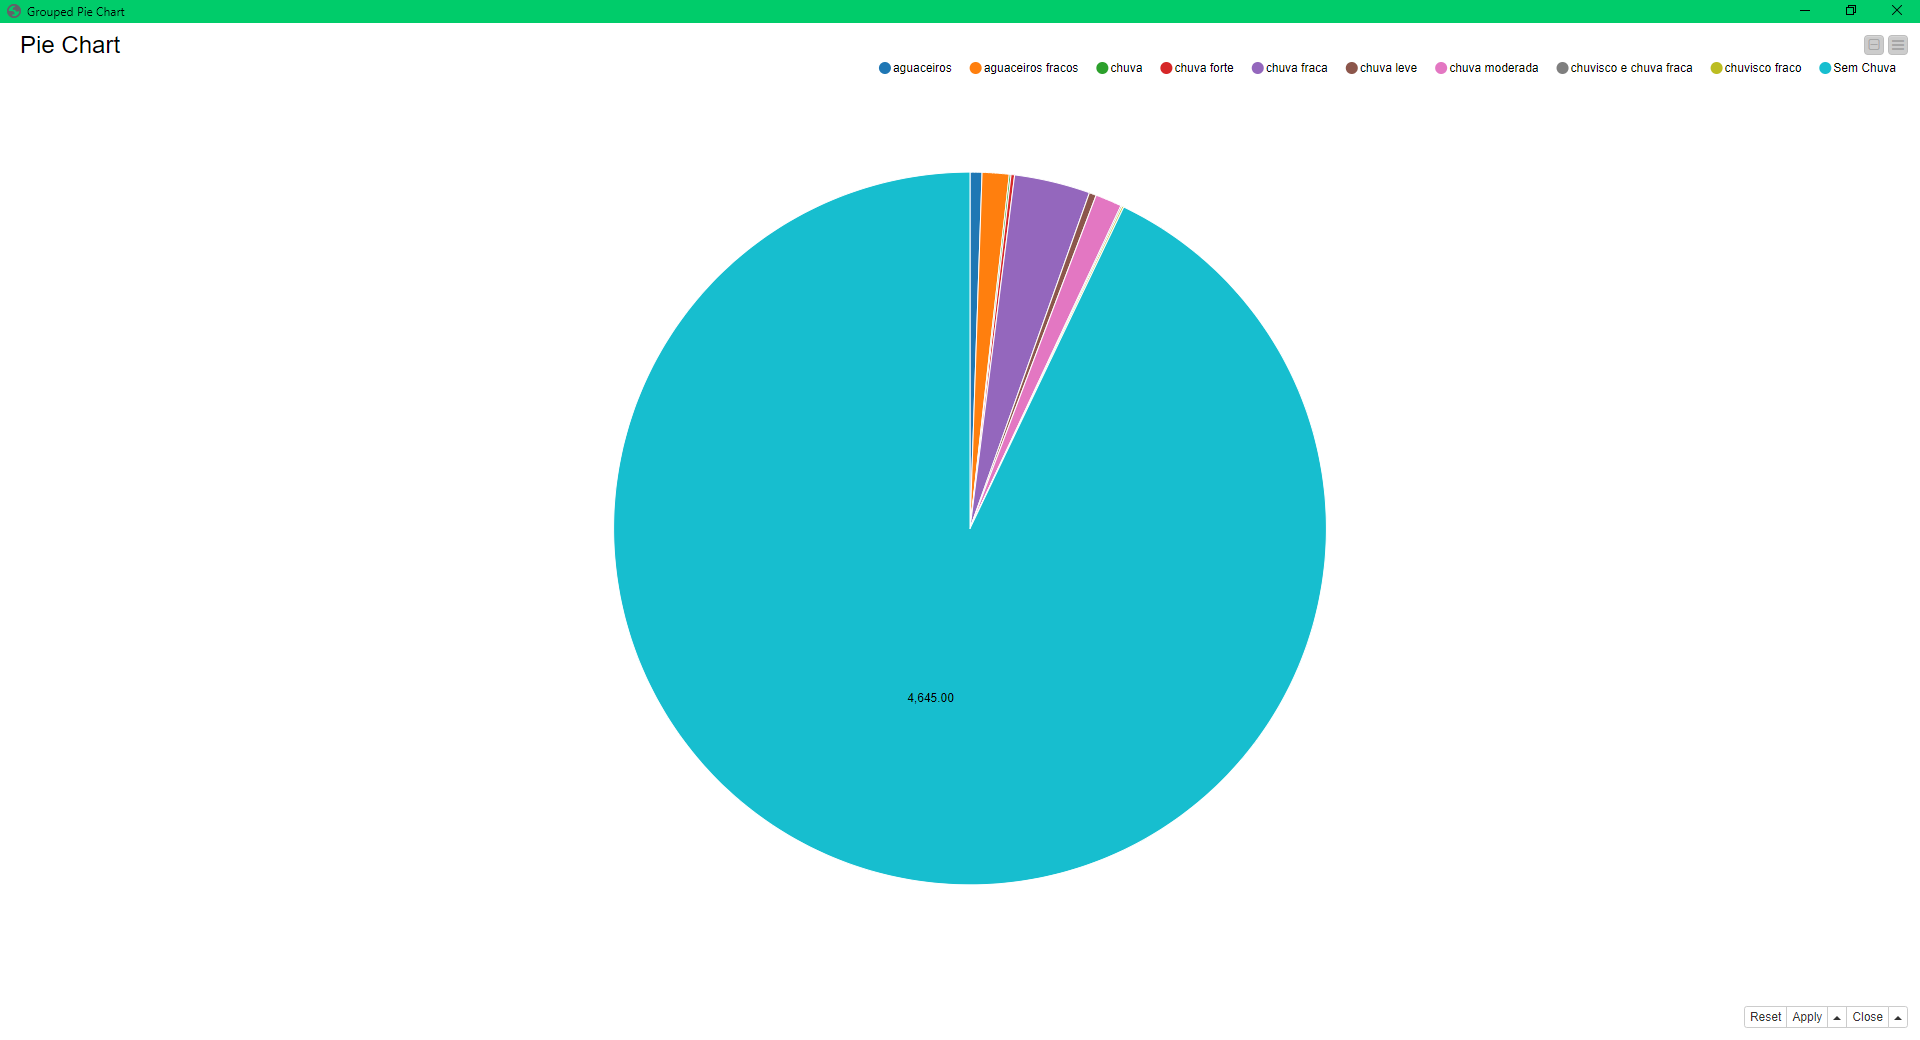 Grouped Pie Chart
Pie Chart
aguaceiros aguaceiros fracos chuva chuva forte chuva fraca chuva leve chuva moderada chuvisco e chuva fraca chuvisco fraco Sem Chuva
4,645.00
Reset Apply Close